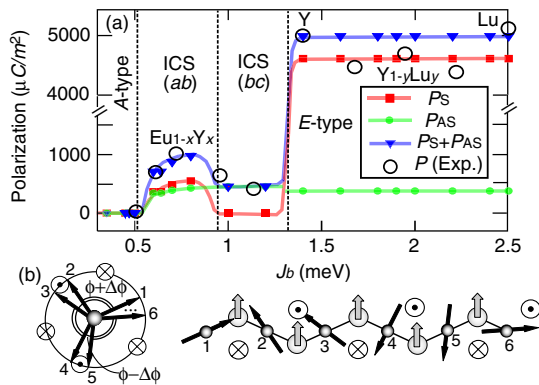 (a)
Polarization (μC/m²)
5000
4000
1000
500
0
A-type
ICS
(ab)
ICS
(bc)
E-type
Eu1-xYx
Y
Lu
Y1-yLuy
PS
PAS
PS+PAS
P (Exp.)
0.5 1 1.5 2 2.5
Jb (meV)
(b)
2
3
1
...
6
4
5
ϕ+Δϕ
ϕ−Δϕ
1 2 3 4 5 6